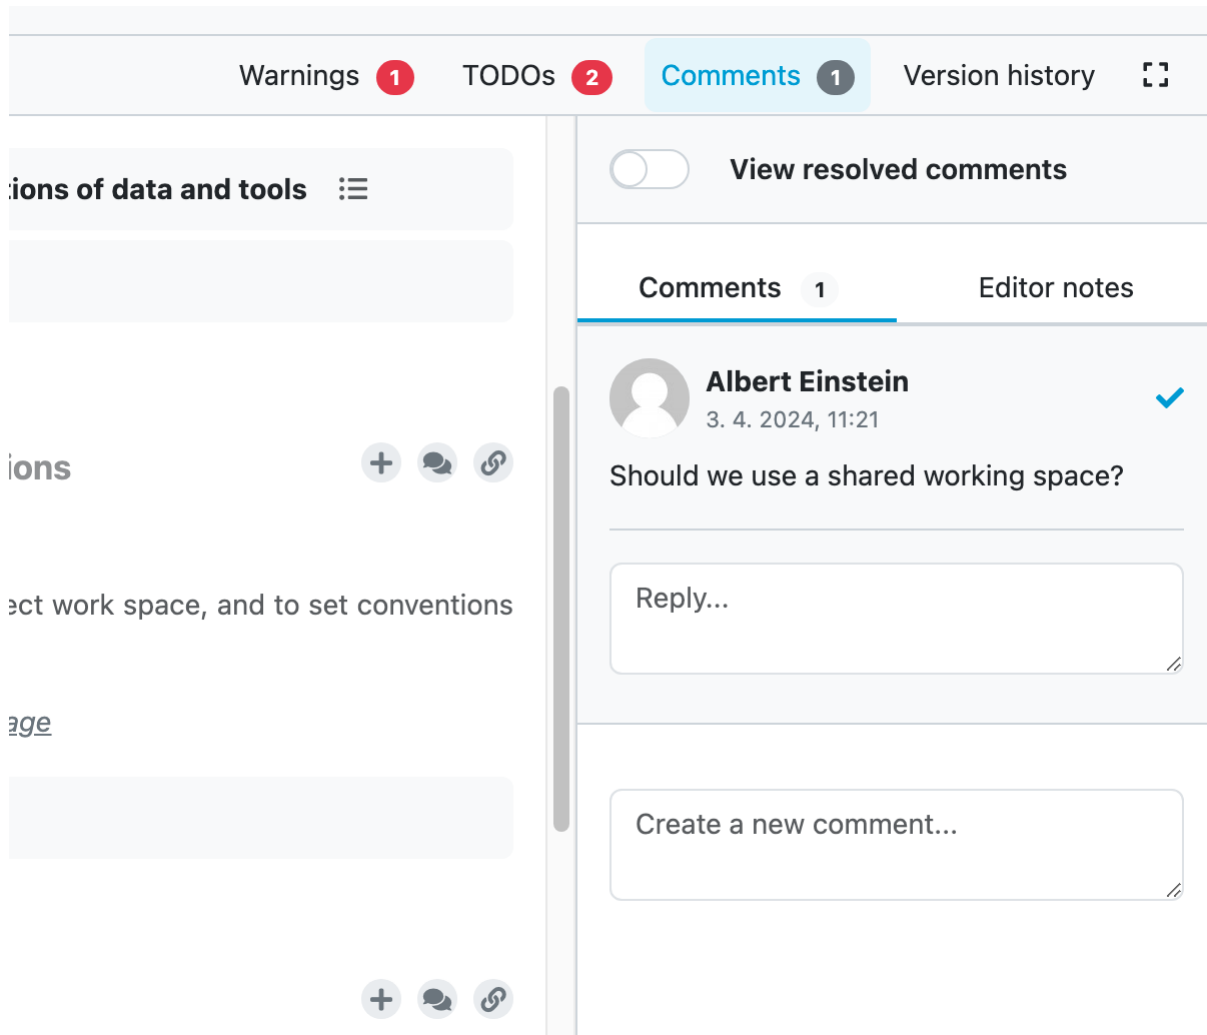 Warnings 1 TODOs 2 Comments 1 Version history
View resolved comments
tions of data and tools
Comments 1 Editor notes
Albert Einstein
3. 4. 2024, 11:21
ions
Should we use a shared working space?
Reply...
ect work space, and to set conventions
age
Create a new comment...